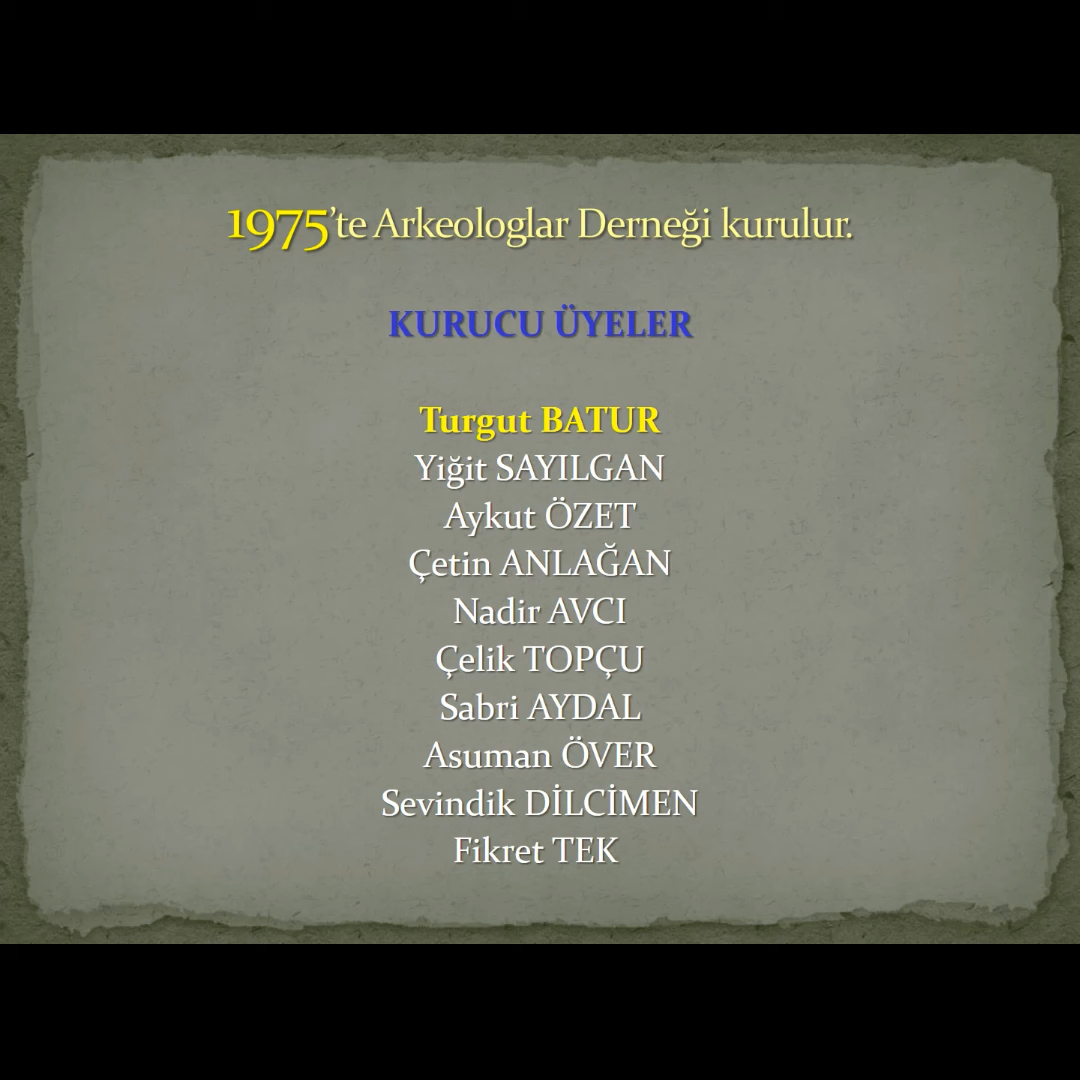 1975'te Arkeologlar Derneği kurulur.
KURUCU ÜYELER
Turgut BATUR
Yiğit SAYILGAN
Aykut ÖZET
Çetin ANLAĞAN
Nadir AVCI
Çelik TOPÇU
Sabri AYDAL
Asuman ÖVER
Sevindik DİLCİMEN
Fikret TEK